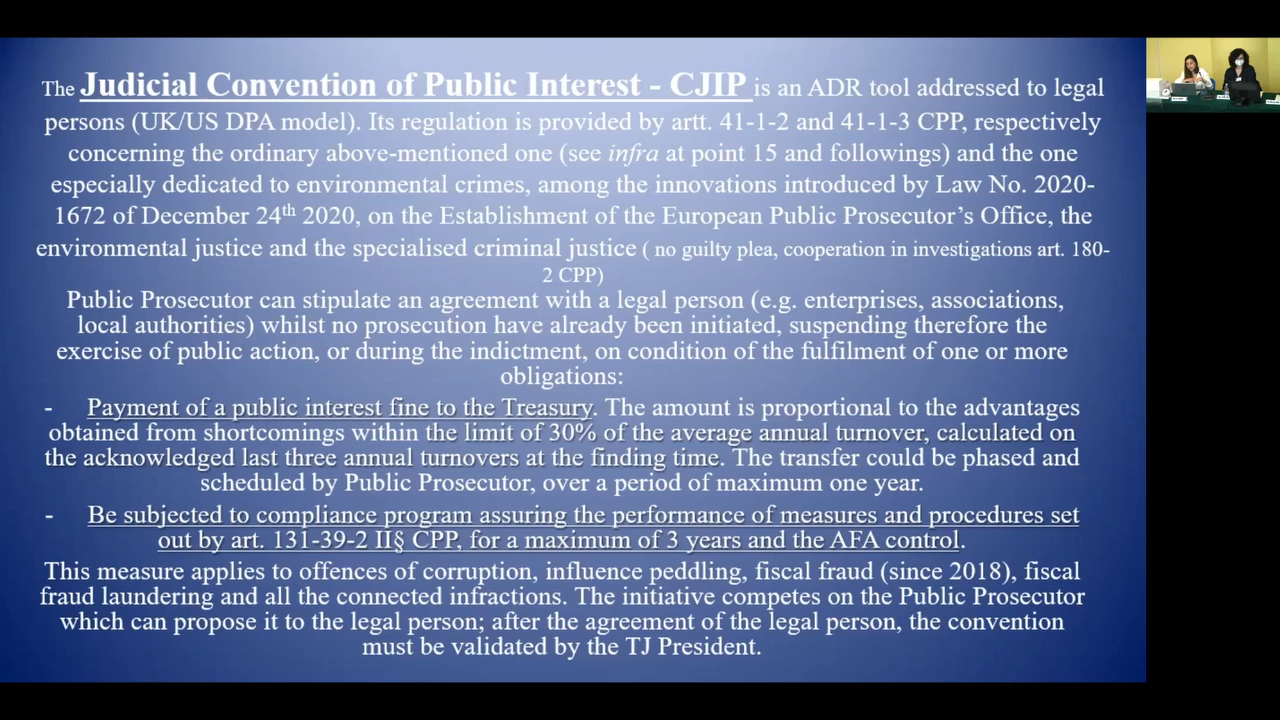 The Judicial Convention of Public Interest - CJIP is an ADR tool addressed to legal
persons (UK/US DPA model). Its regulation is provided by artt. 41-1-2 and 41-1-3 CPP, respectively
concerning the ordinary above-mentioned one (see infra at point 15 and followings) and the one
especially dedicated to environmental crimes, among the innovations introduced by Law No. 2020-
1672 of December 24th 2020, on the Establishment of the European Public Prosecutor’s Office, the
environmental justice and the specialised criminal justice ( no guilty plea, cooperation in investigations art. 180-
2 CPP)
Public Prosecutor can stipulate an agreement with a legal person (e.g. enterprises, associations,
local authorities) whilst no prosecution have already been initiated, suspending therefore the
exercise of public action, or during the indictment, on condition of the fulfilment of one or more
obligations:
- Payment of a public interest fine to the Treasury. The amount is proportional to the advantages
obtained from shortcomings within the limit of 30% of the average annual turnover, calculated on
the acknowledged last three annual turnovers at the finding time. The transfer could be phased and
scheduled by Public Prosecutor, over a period of maximum one year.
- Be subjected to compliance program assuring the performance of measures and procedures set
out by art. 131-39-2 II§ CPP, for a maximum of 3 years and the AFA control.
This measure applies to offences of corruption, influence peddling, fiscal fraud (since 2018), fiscal
fraud laundering and all the connected infractions. The initiative competes on the Public Prosecutor
which can propose it to the legal person; after the agreement of the legal person, the convention
must be validated by the TJ President.